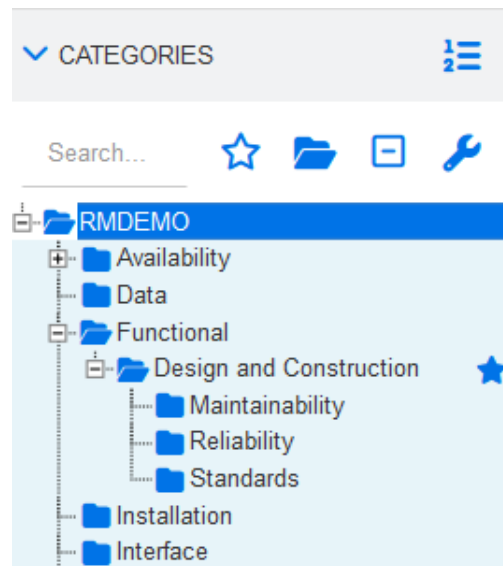 CATEGORIES
Search...
RMDEMO
Availability
Data
Functional
Design and Construction
Maintainability
Reliability
Standards
Installation
Interface